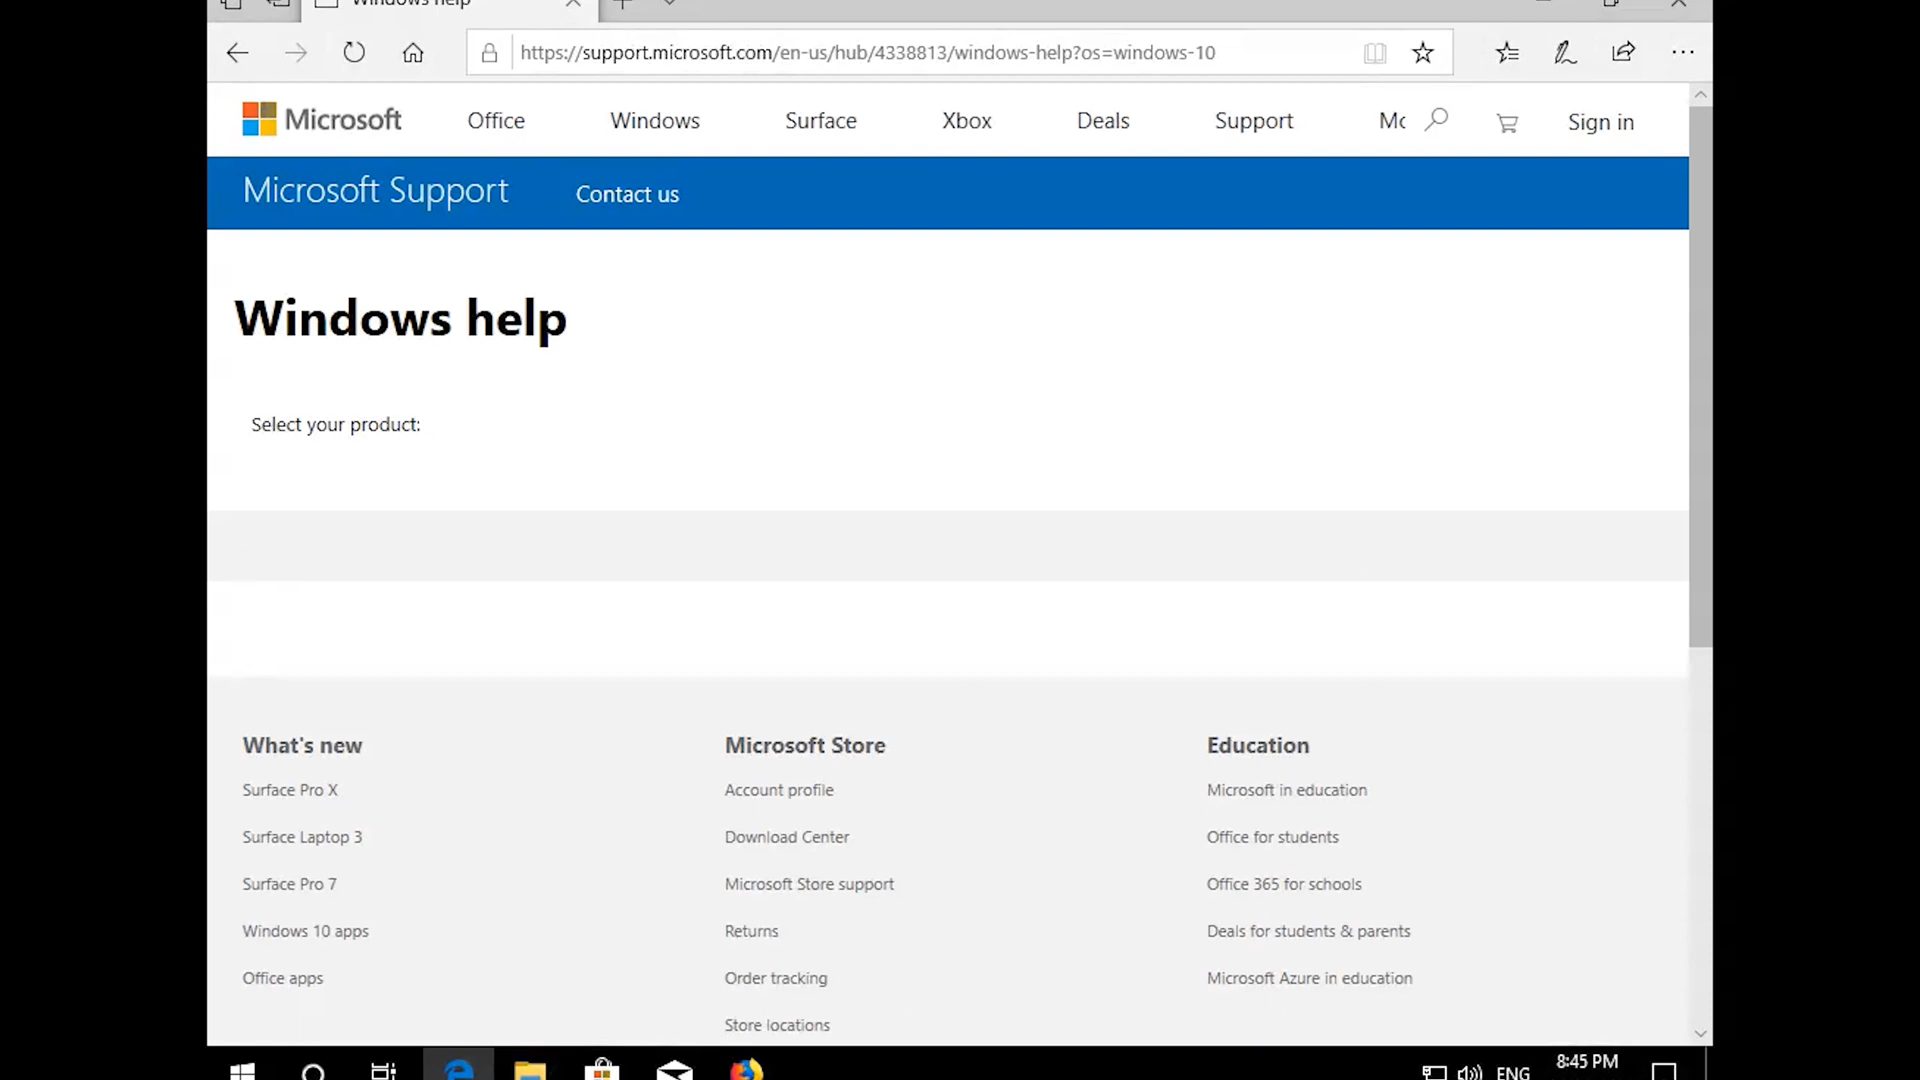 Windows help
https://support.microsoft.com/en-us/hub/4338813/windows-help?os=windows-10
Microsoft Office Windows Surface Xbox Deals Support Mc Sign in
Microsoft Support Contact us
Windows help
Select your product:
What's new
Surface Pro X
Surface Laptop 3
Surface Pro 7
Windows 10 apps
Office apps
Microsoft Store
Account profile
Download Center
Microsoft Store support
Returns
Order tracking
Store locations
Education
Microsoft in education
Office for students
Office 365 for schools
Deals for students & parents
Microsoft Azure in education
ENG
8:45 PM